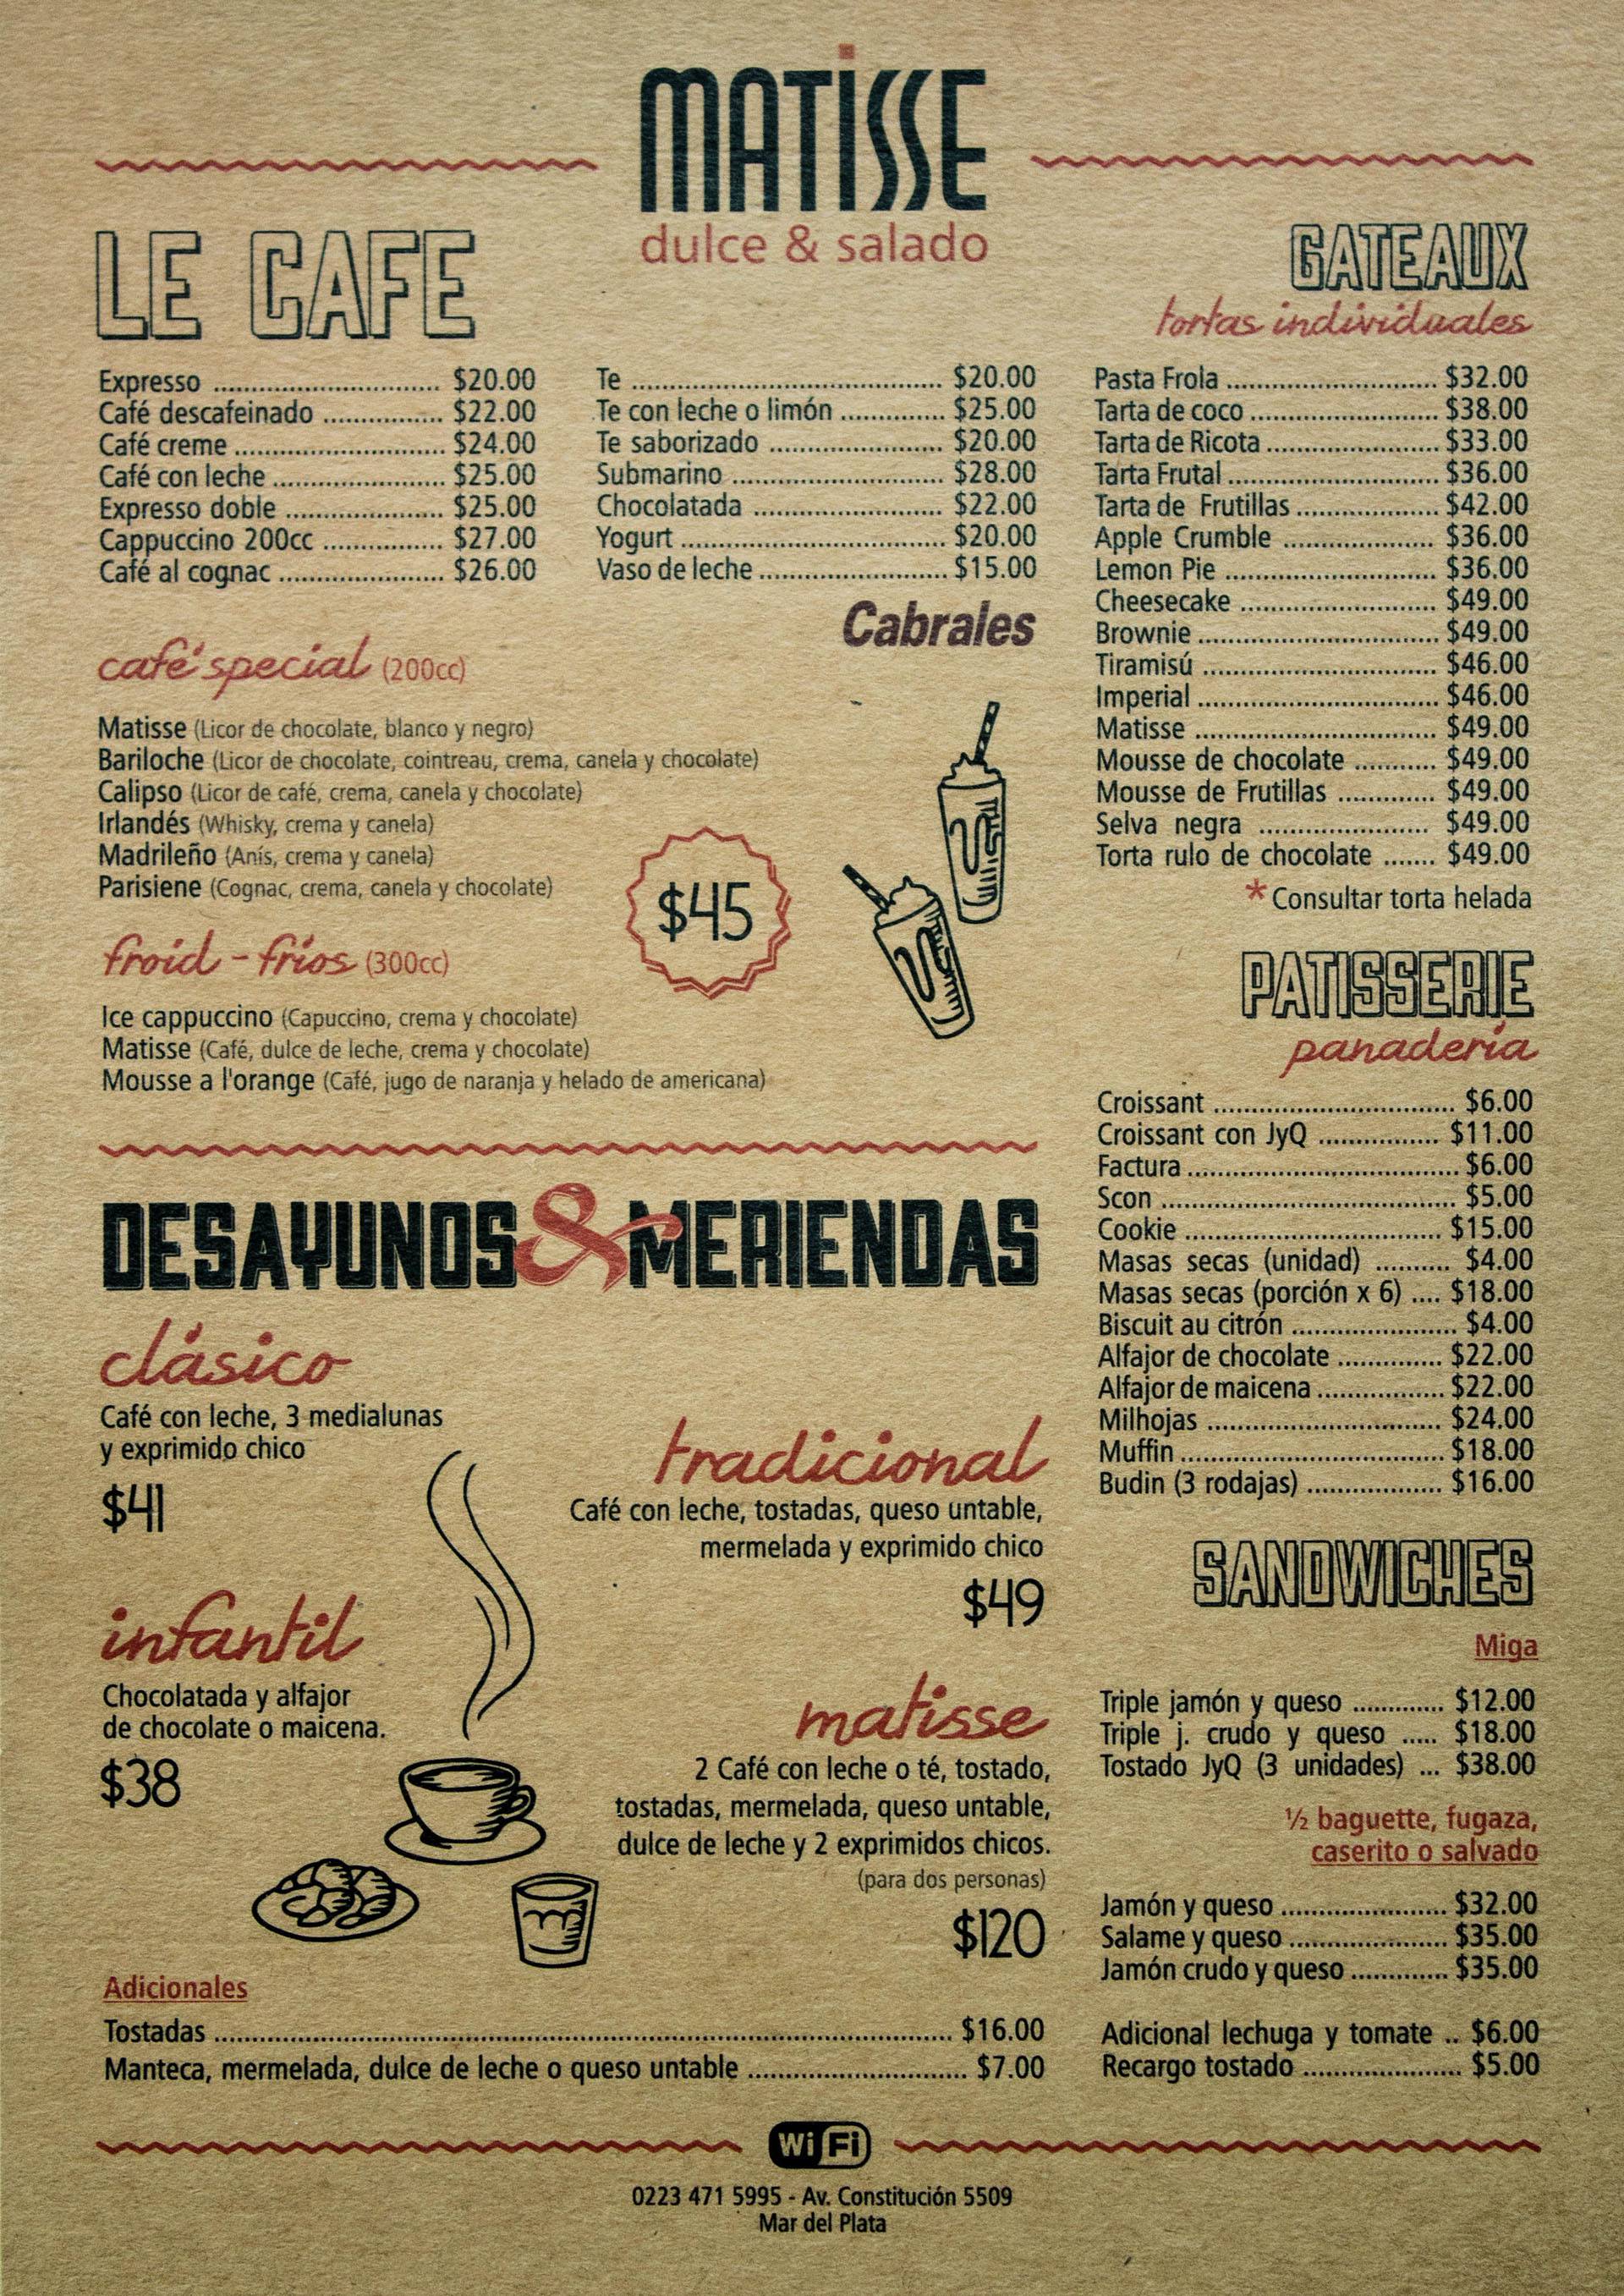 MATISSE
dulce & salado
LE CAFE
Expresso ............................ $20.00
Café descafeinado ............... $22.00
Café creme .......................... $24.00
Café con leche ..................... $25.00
Expresso doble .................... $25.00
Cappuccino 200cc ............... $27.00
Café al cognac ..................... $26.00
Te ...................................... $20.00
Te con leche o limón ............. $25.00
Te saborizado ...................... $20.00
Submarino .......................... $28.00
Chocolatada ........................ $22.00
Yogurt ................................. $20.00
Vaso de leche ....................... $15.00
Cabrales
café special (200cc)
Matisse (Licor de chocolate, blanco y negro)
Bariloche (Licor de chocolate, cointreau, crema, canela y chocolate)
Calipso (Licor de café, crema, canela y chocolate)
Irlandés (Whisky, crema y canela)
Madrileño (Anís, crema y canela)
Parisiene (Cognac, crema, canela y chocolate)
$45
froid - fríos (300cc)
Ice cappuccino (Capuccino, crema y chocolate)
Matisse (Café, dulce de leche, crema y chocolate)
Mousse a l'orange (Café, jugo de naranja y helado de americana)
DESAYUNOS & MERIENDAS
clásico
Café con leche, 3 medialunas
y exprimido chico
$41
infantil
Chocolatada y alfajor
de chocolate o maicena.
$38
tradicional
Café con leche, tostadas, queso untable,
mermelada y exprimido chico
$49
matisse
2 Café con leche o té, tostado,
tostadas, mermelada, queso untable,
dulce de leche y 2 exprimidos chicos.
(para dos personas)
$120
Adicionales
Tostadas ............................................................ $16.00
Manteca, mermelada, dulce de leche o queso untable ............................ $7.00
GATEAUX
tortas individuales
Pasta Frola ........................... $32.00
Tarta de coco ........................ $38.00
Tarta de Ricota ...................... $33.00
Tarta Frutal ........................... $36.00
Tarta de Frutillas .................. $42.00
Apple Crumble .................... $36.00
Lemon Pie ............................ $36.00
Cheesecake .......................... $49.00
Brownie ................................ $49.00
Tiramisú .............................. $46.00
Imperial ................................ $46.00
Matisse ................................ $49.00
Mousse de chocolate ........... $49.00
Mousse de Frutillas ............. $49.00
Selva negra ...................... $49.00
Torta rulo de chocolate ....... $49.00
* Consultar torta helada
PATISSERIE
panadería
Croissant ................................ $6.00
Croissant con JyQ ................ $11.00
Factura .................................... $6.00
Scon ....................................... $5.00
Cookie .................................. $15.00
Masas secas (unidad) .......... $4.00
Masas secas (porción x 6) .... $18.00
Biscuit au citrón ...................... $4.00
Alfajor de chocolate .............. $22.00
Alfajor de maicena ................. $22.00
Milhojas ............................... $24.00
Muffin ................................... $18.00
Budin (3 rodajas) .................. $16.00
SANDWICHES
Miga
Triple jamón y queso ............. $12.00
Triple j. crudo y queso ..... $18.00
Tostado JyQ (3 unidades) ... $38.00
½ baguette, fugaza,
caserito o salvado
Jamón y queso ...................... $32.00
Salame y queso ..................... $35.00
Jamón crudo y queso ............. $35.00
Adicional lechuga y tomate .. $6.00
Recargo tostado ..................... $5.00
WiFi
0223 471 5995 - Av. Constitución 5509
Mar del Plata